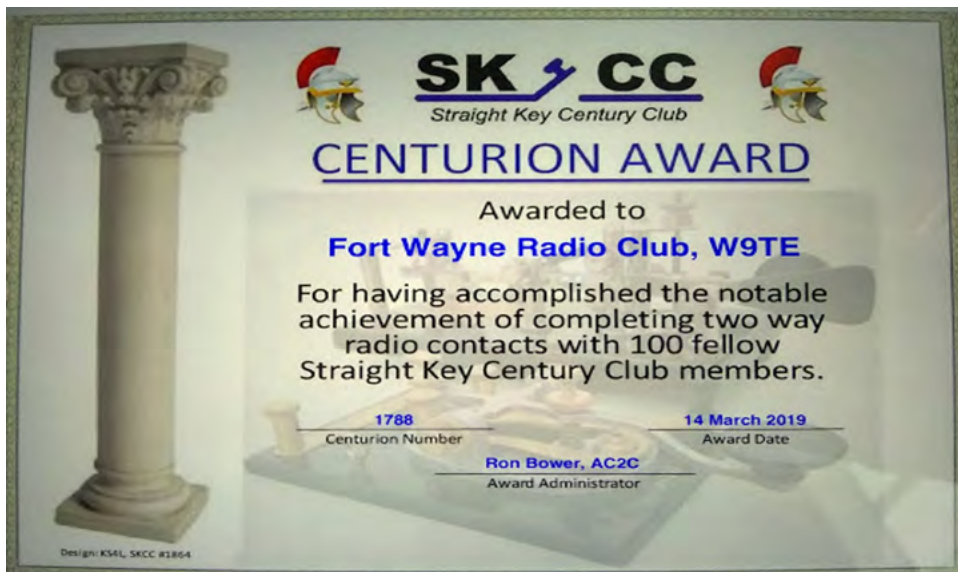 SK CC
Straight Key Century Club
CENTURION AWARD
Awarded to
Fort Wayne Radio Club, W9TE
For having accomplished the notable
achievement of completing two way
radio contacts with 100 fellow
Straight Key Century Club members.
1788
Centurion Number
14 March 2019
Award Date
Ron Bower, AC2C
Award Administrator
Design: KS4L, SKCC #1864